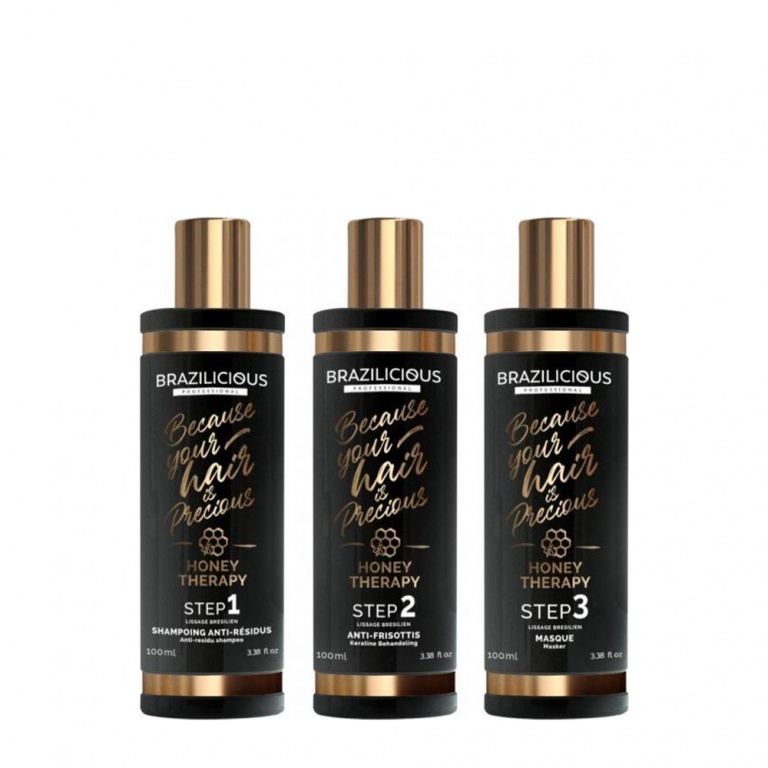 BRAZILICIOUS
PROFESSIONAL
Because
your
hair
is
Precious
HONEY
THERAPY
STEP1
LISSAGE BRESILIEN
SHAMPOING ANTI-RÉSIDUS
Anti-residu shampoo
100ml 3.38 fl oz
BRAZILICIOUS
PROFESSIONAL
Because
your
hair
is
Precious
HONEY
THERAPY
STEP2
LISSAGE BRESILIEN
ANTI-FRISOTTIS
Keratine Behandeling
100ml 3.38 fl oz
BRAZILICIOUS
PROFESSIONAL
Because
your
hair
is
Precious
HONEY
THERAPY
STEP3
LISSAGE BRESILIEN
MASQUE
Masker
100ml 3.38 fl oz